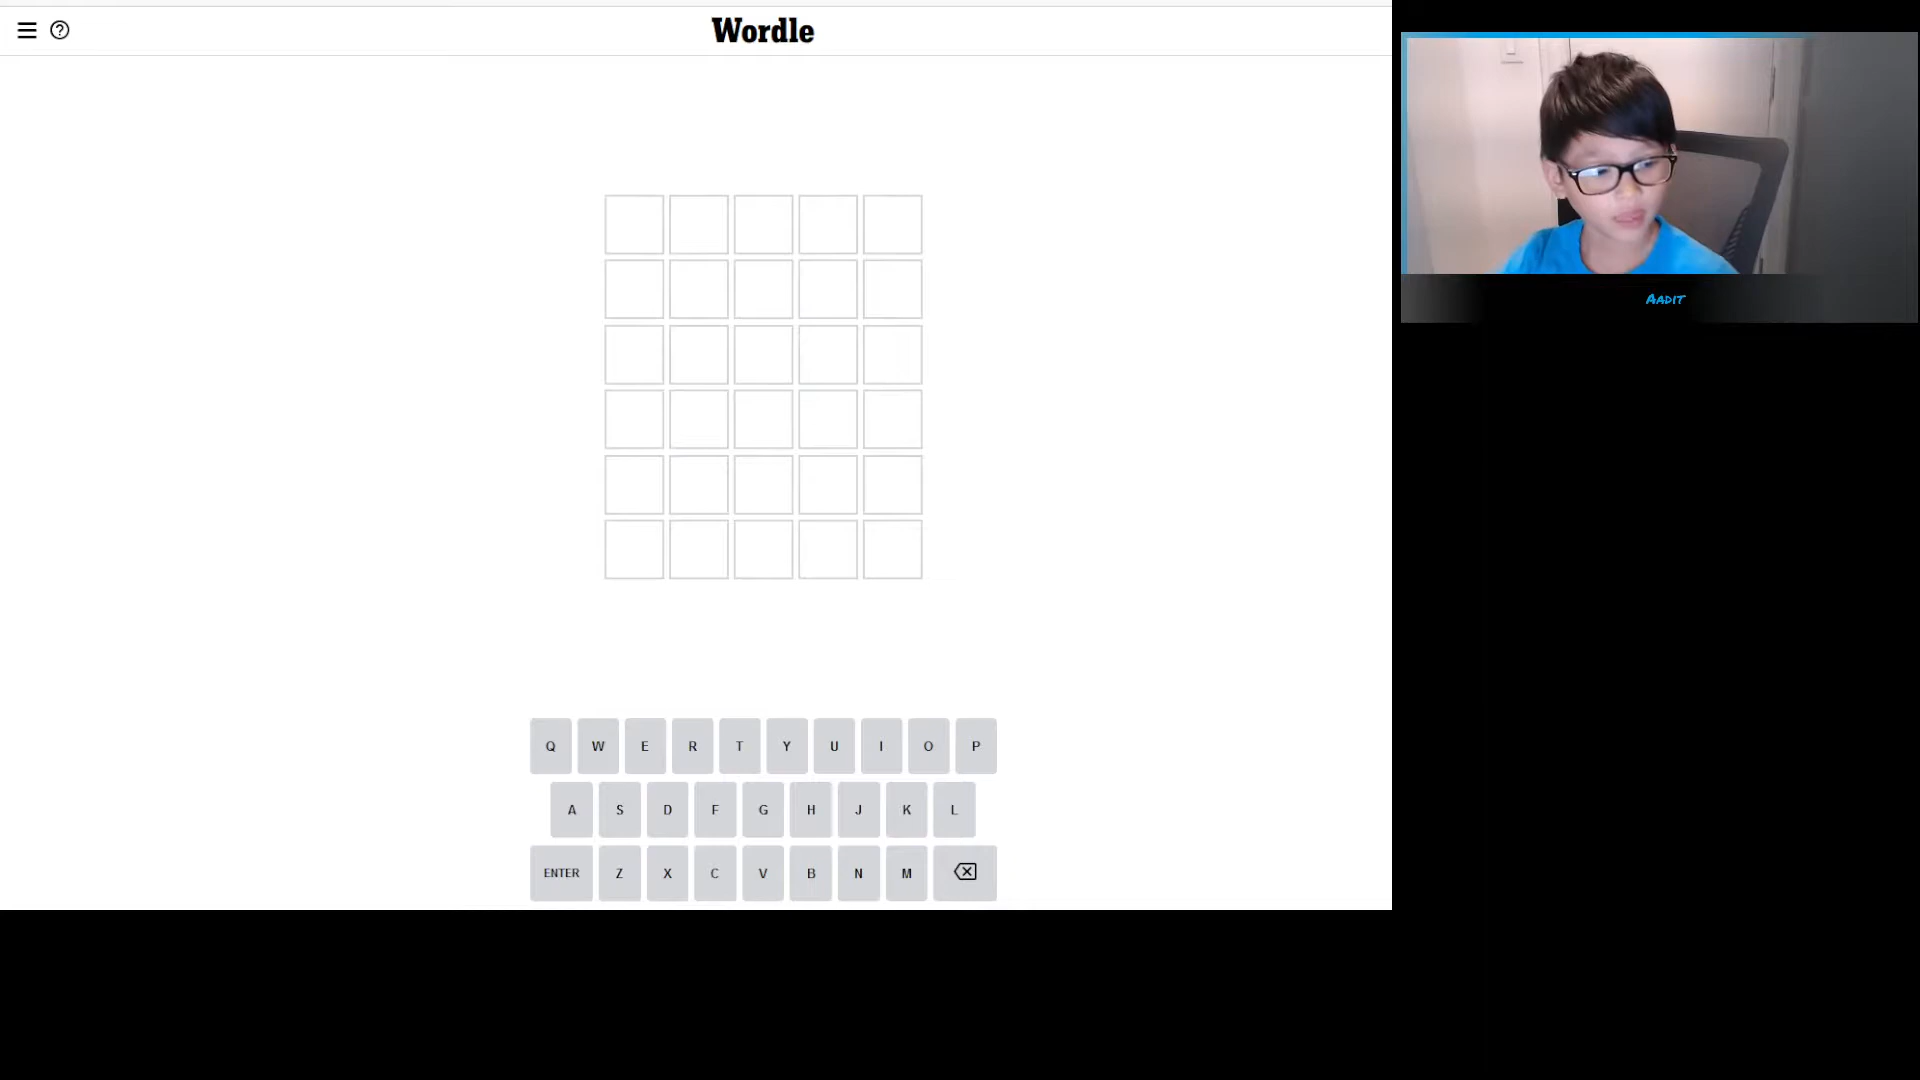 Wordle
Aadit
Q W E R T Y U I O P
A S D F G H J K L
ENTER Z X C V B N M